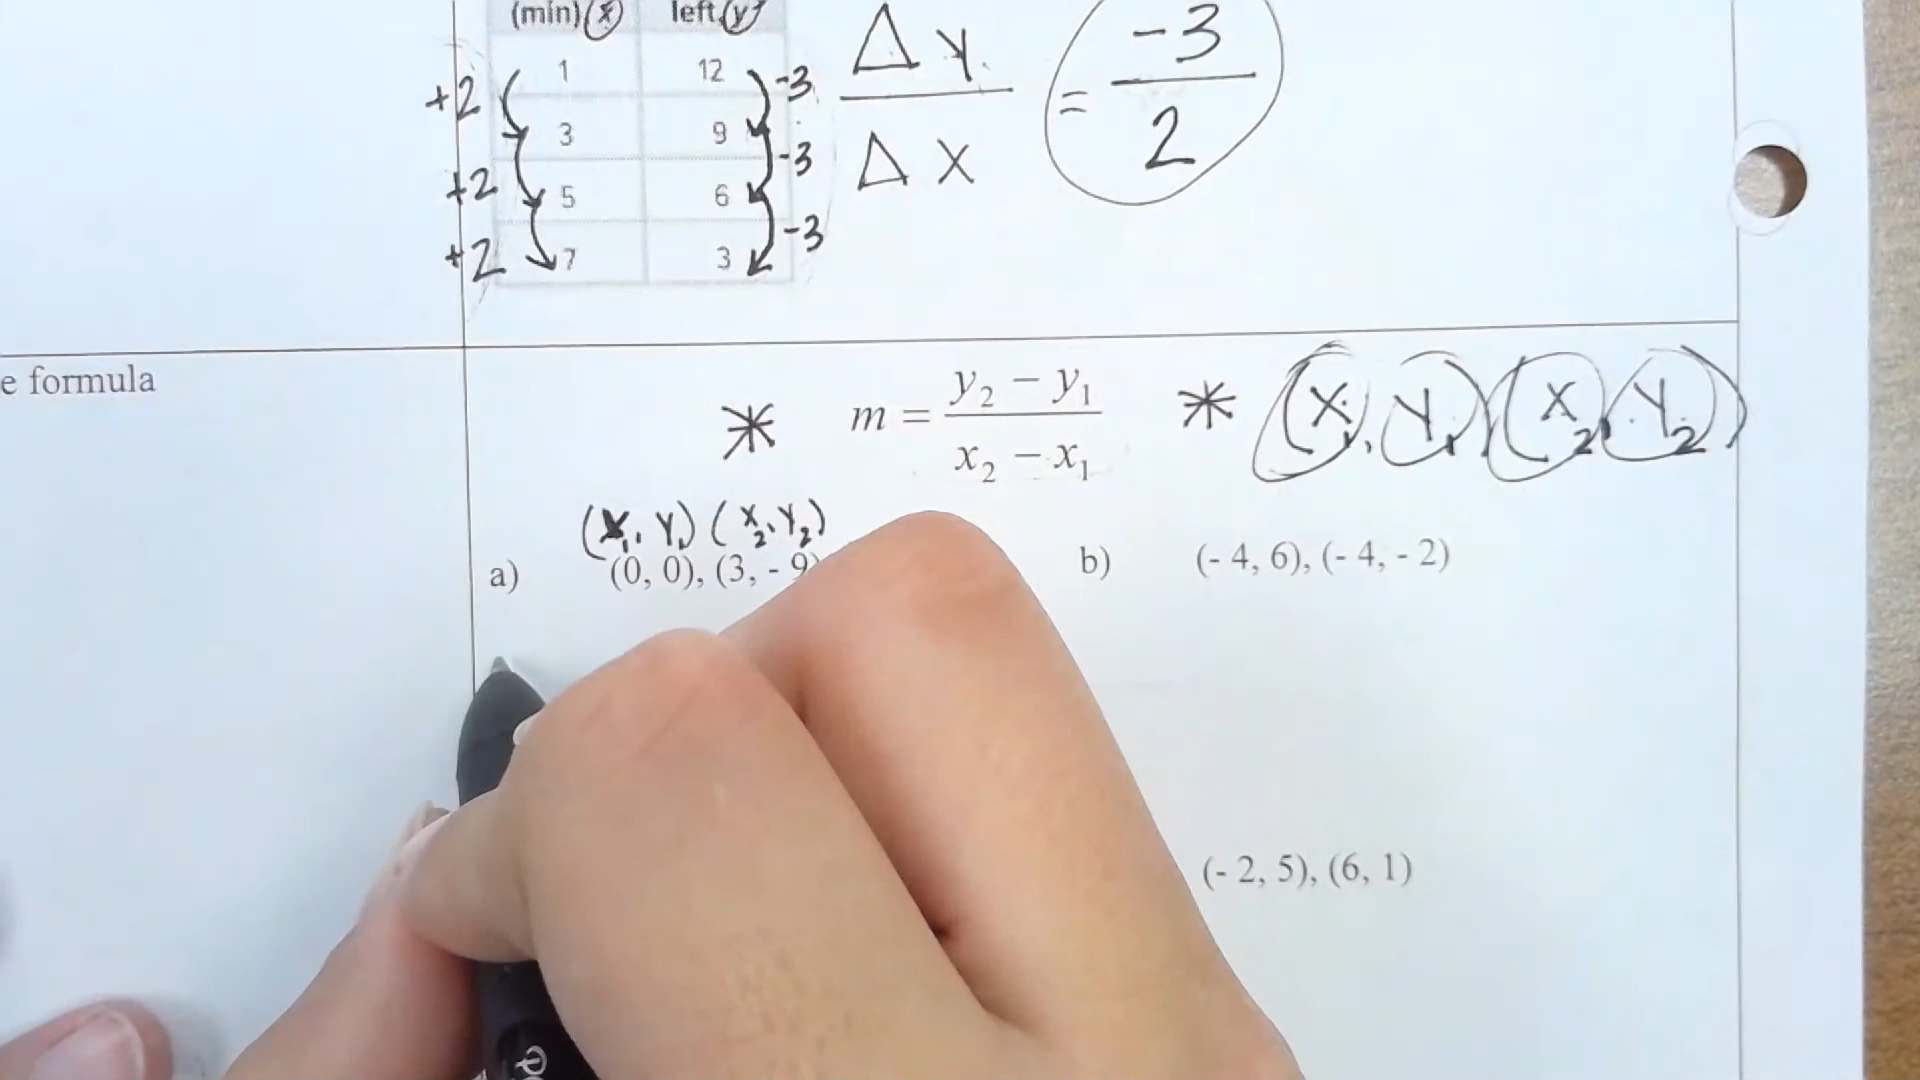 (min) (x) left (y)
1 12
3 9
5 6
7 3
+2 +2 +2
-3 -3 -3
Δy / Δx = -3 / 2
e formula
* m = y₂ − y₁ / x₂ − x₁ * (x₁, y₁) (x₂, y₂)
(x₁, y₁) (x₂, y₂)
a) (0, 0), (3, - 9)
b) (- 4, 6), (- 4, - 2)
(- 2, 5), (6, 1)